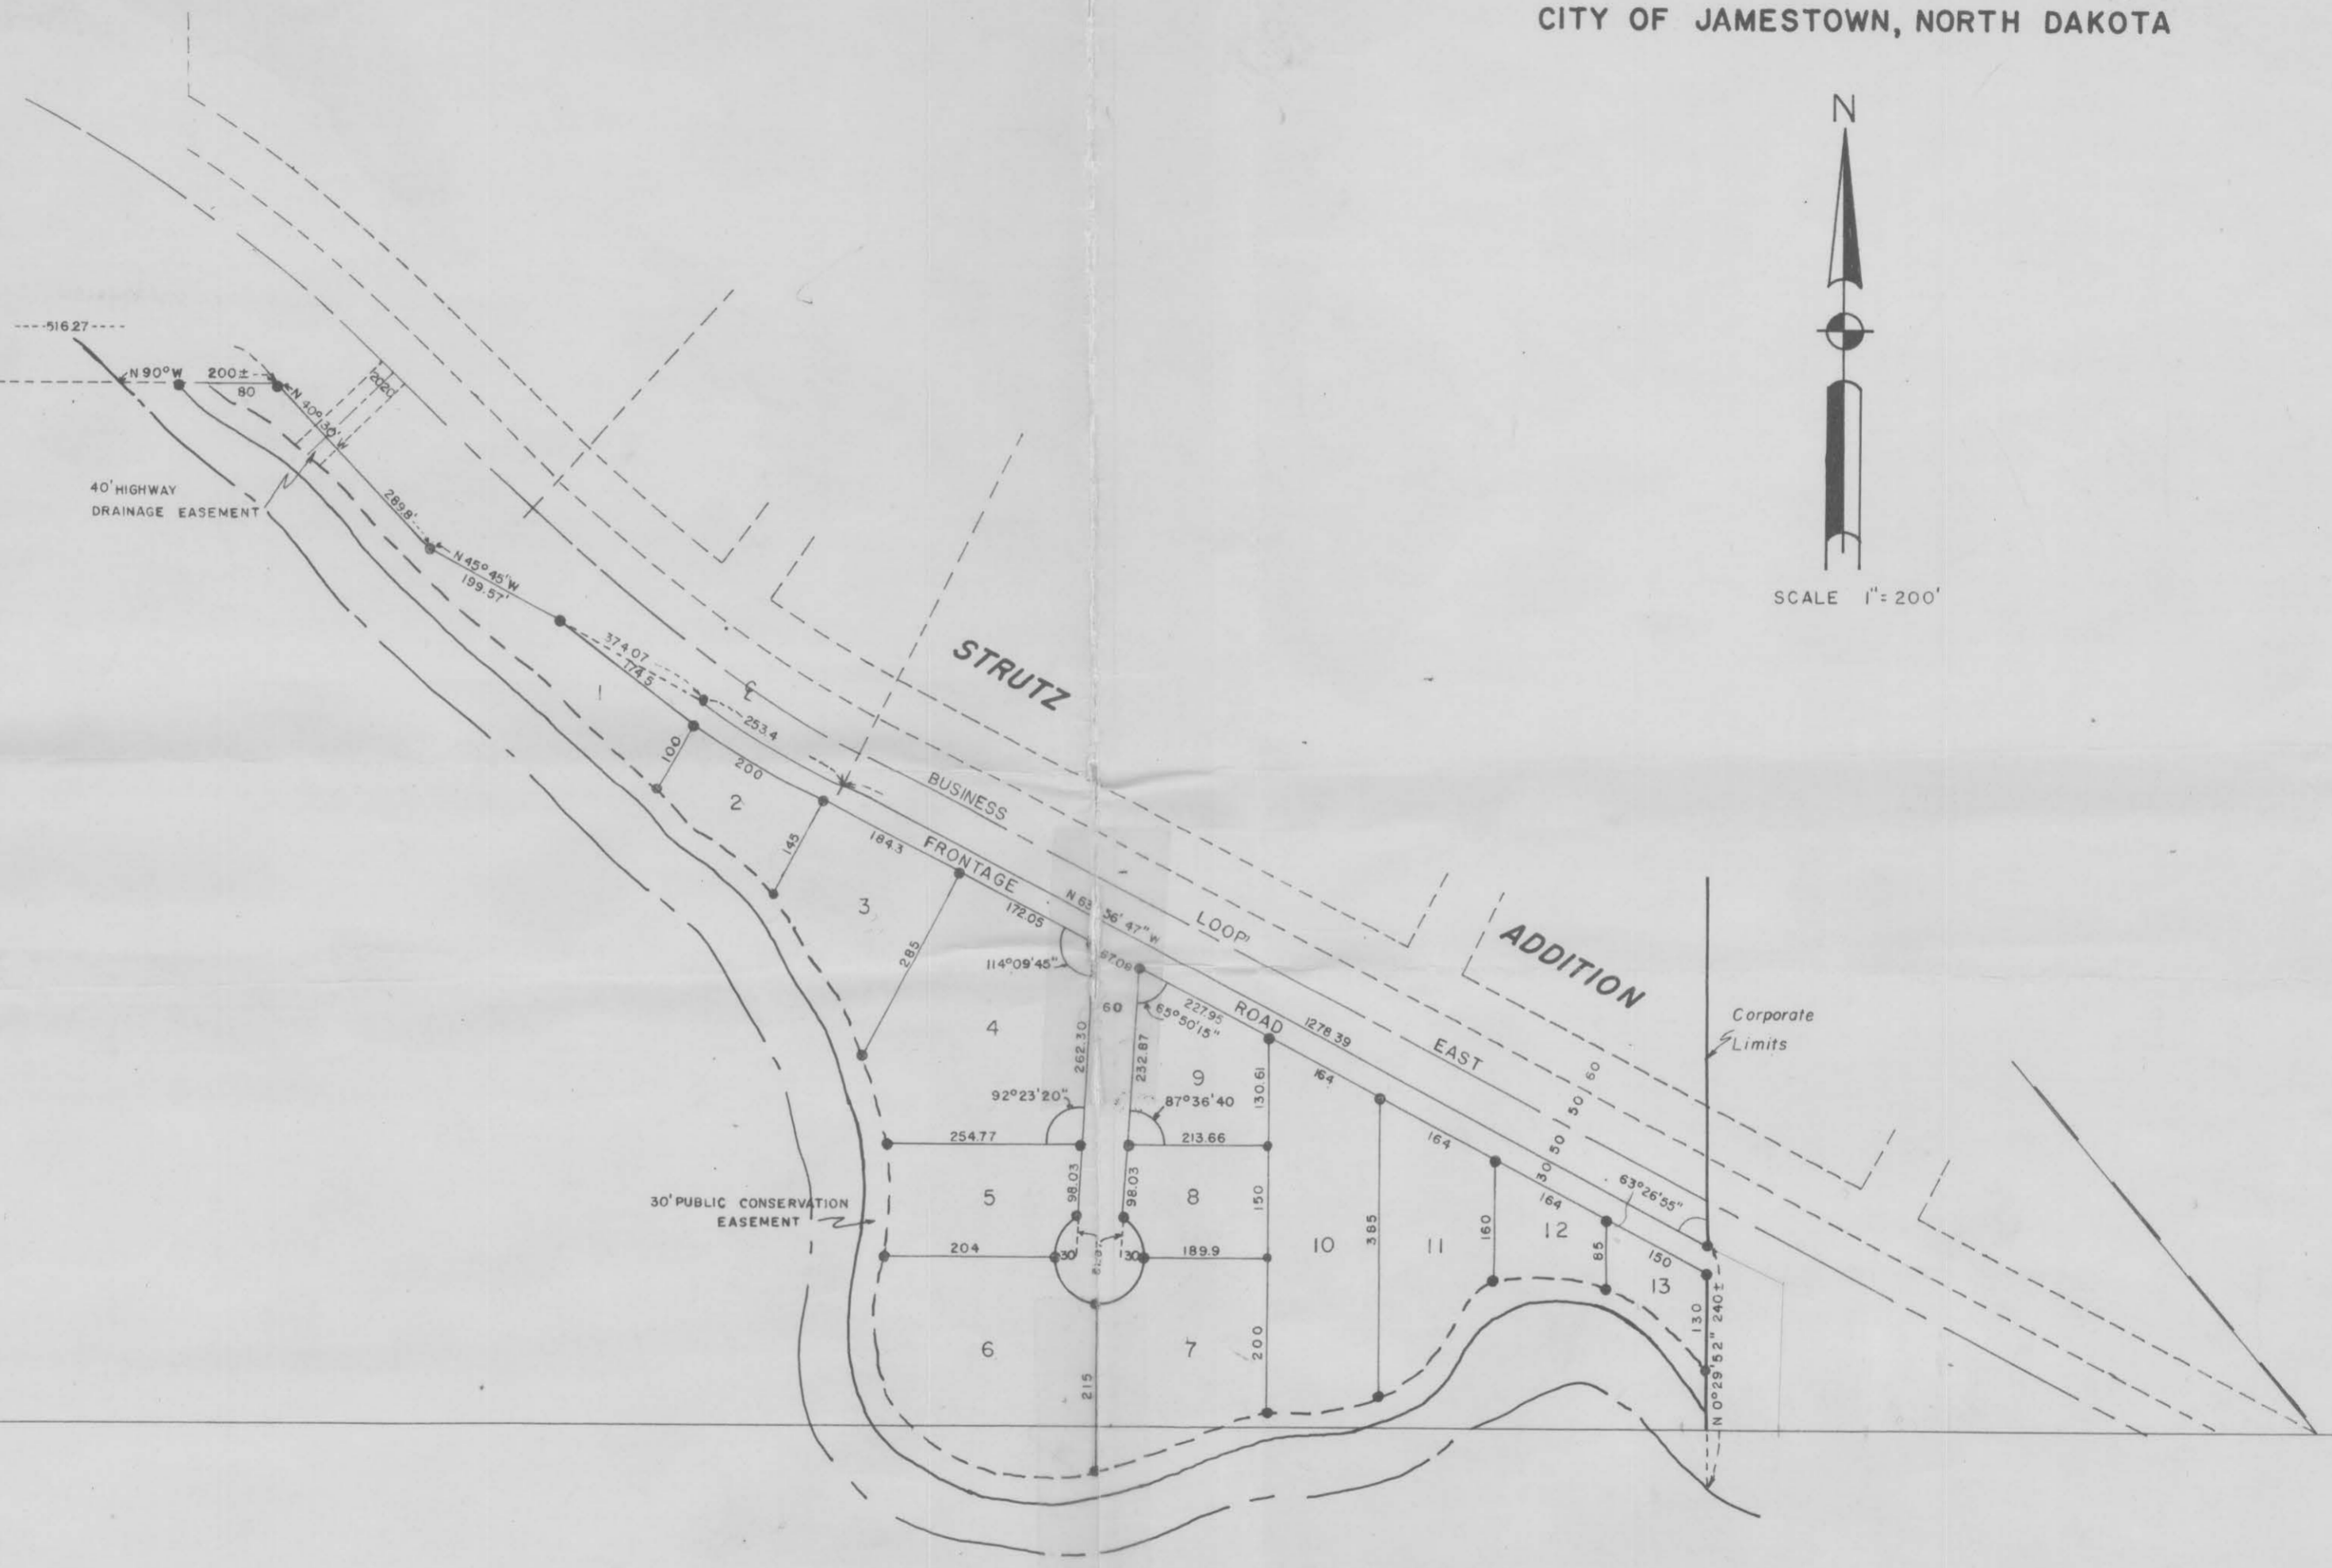 CITY OF JAMESTOWN, NORTH DAKOTA
N
SCALE 1"=200'
----51627----
N 90° W
200±
80
N 40° 30' W
2020
40' HIGHWAY
DRAINAGE EASEMENT
289.8'
N 45° 45' W
199.57'
374.07
174.5
1
253.4
100
200
2
STRUTZ
145
184.3
BUSINESS
FRONTAGE
3
285
172.05
N 63 56' 47" W
LOOP
ADDITION
114°09'45"
67.08
60
65°50'15"
227.95
ROAD
1278.39
EAST
Corporate
Limits
4
262.30
232.87
9
130.61
164
92°23'20"
87°36'40
254.77
213.66
164
30 50 50 60
63°26'55"
5
98.03
98.03
8
150
30' PUBLIC CONSERVATION
EASEMENT
204
30
30
189.9
10
385
11
160
164
12
85
150
13
6
7
200
215
130
N 0°29'52" 240±